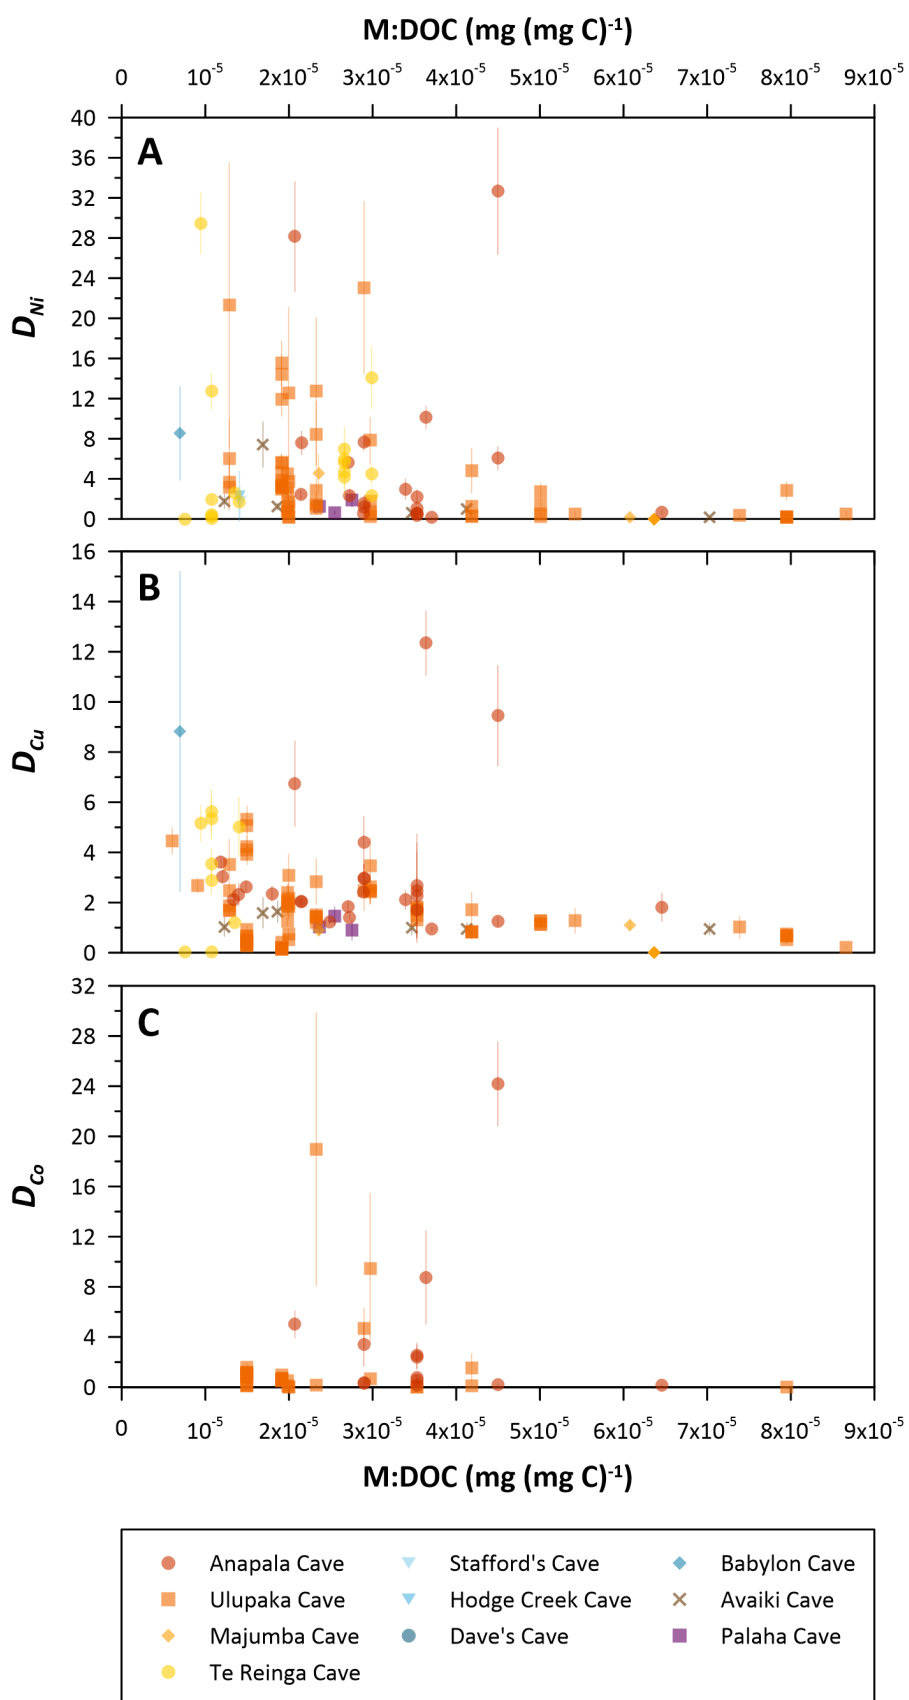 M:DOC (mg (mg C)⁻¹)
0 10⁻⁵ 2x10⁻⁵ 3x10⁻⁵ 4x10⁻⁵ 5x10⁻⁵ 6x10⁻⁵ 7x10⁻⁵ 8x10⁻⁵ 9x10⁻⁵
A
40
36
32
28
24
20
16
12
8
4
0
D_Ni
B
16
14
12
10
8
6
4
2
0
D_Cu
C
32
28
24
20
16
12
8
4
0
D_Co
0 10⁻⁵ 2x10⁻⁵ 3x10⁻⁵ 4x10⁻⁵ 5x10⁻⁵ 6x10⁻⁵ 7x10⁻⁵ 8x10⁻⁵ 9x10⁻⁵
M:DOC (mg (mg C)⁻¹)
Anapala Cave Stafford's Cave Babylon Cave
Ulupaka Cave Hodge Creek Cave Avaiki Cave
Majumba Cave Dave's Cave Palaha Cave
Te Reinga Cave